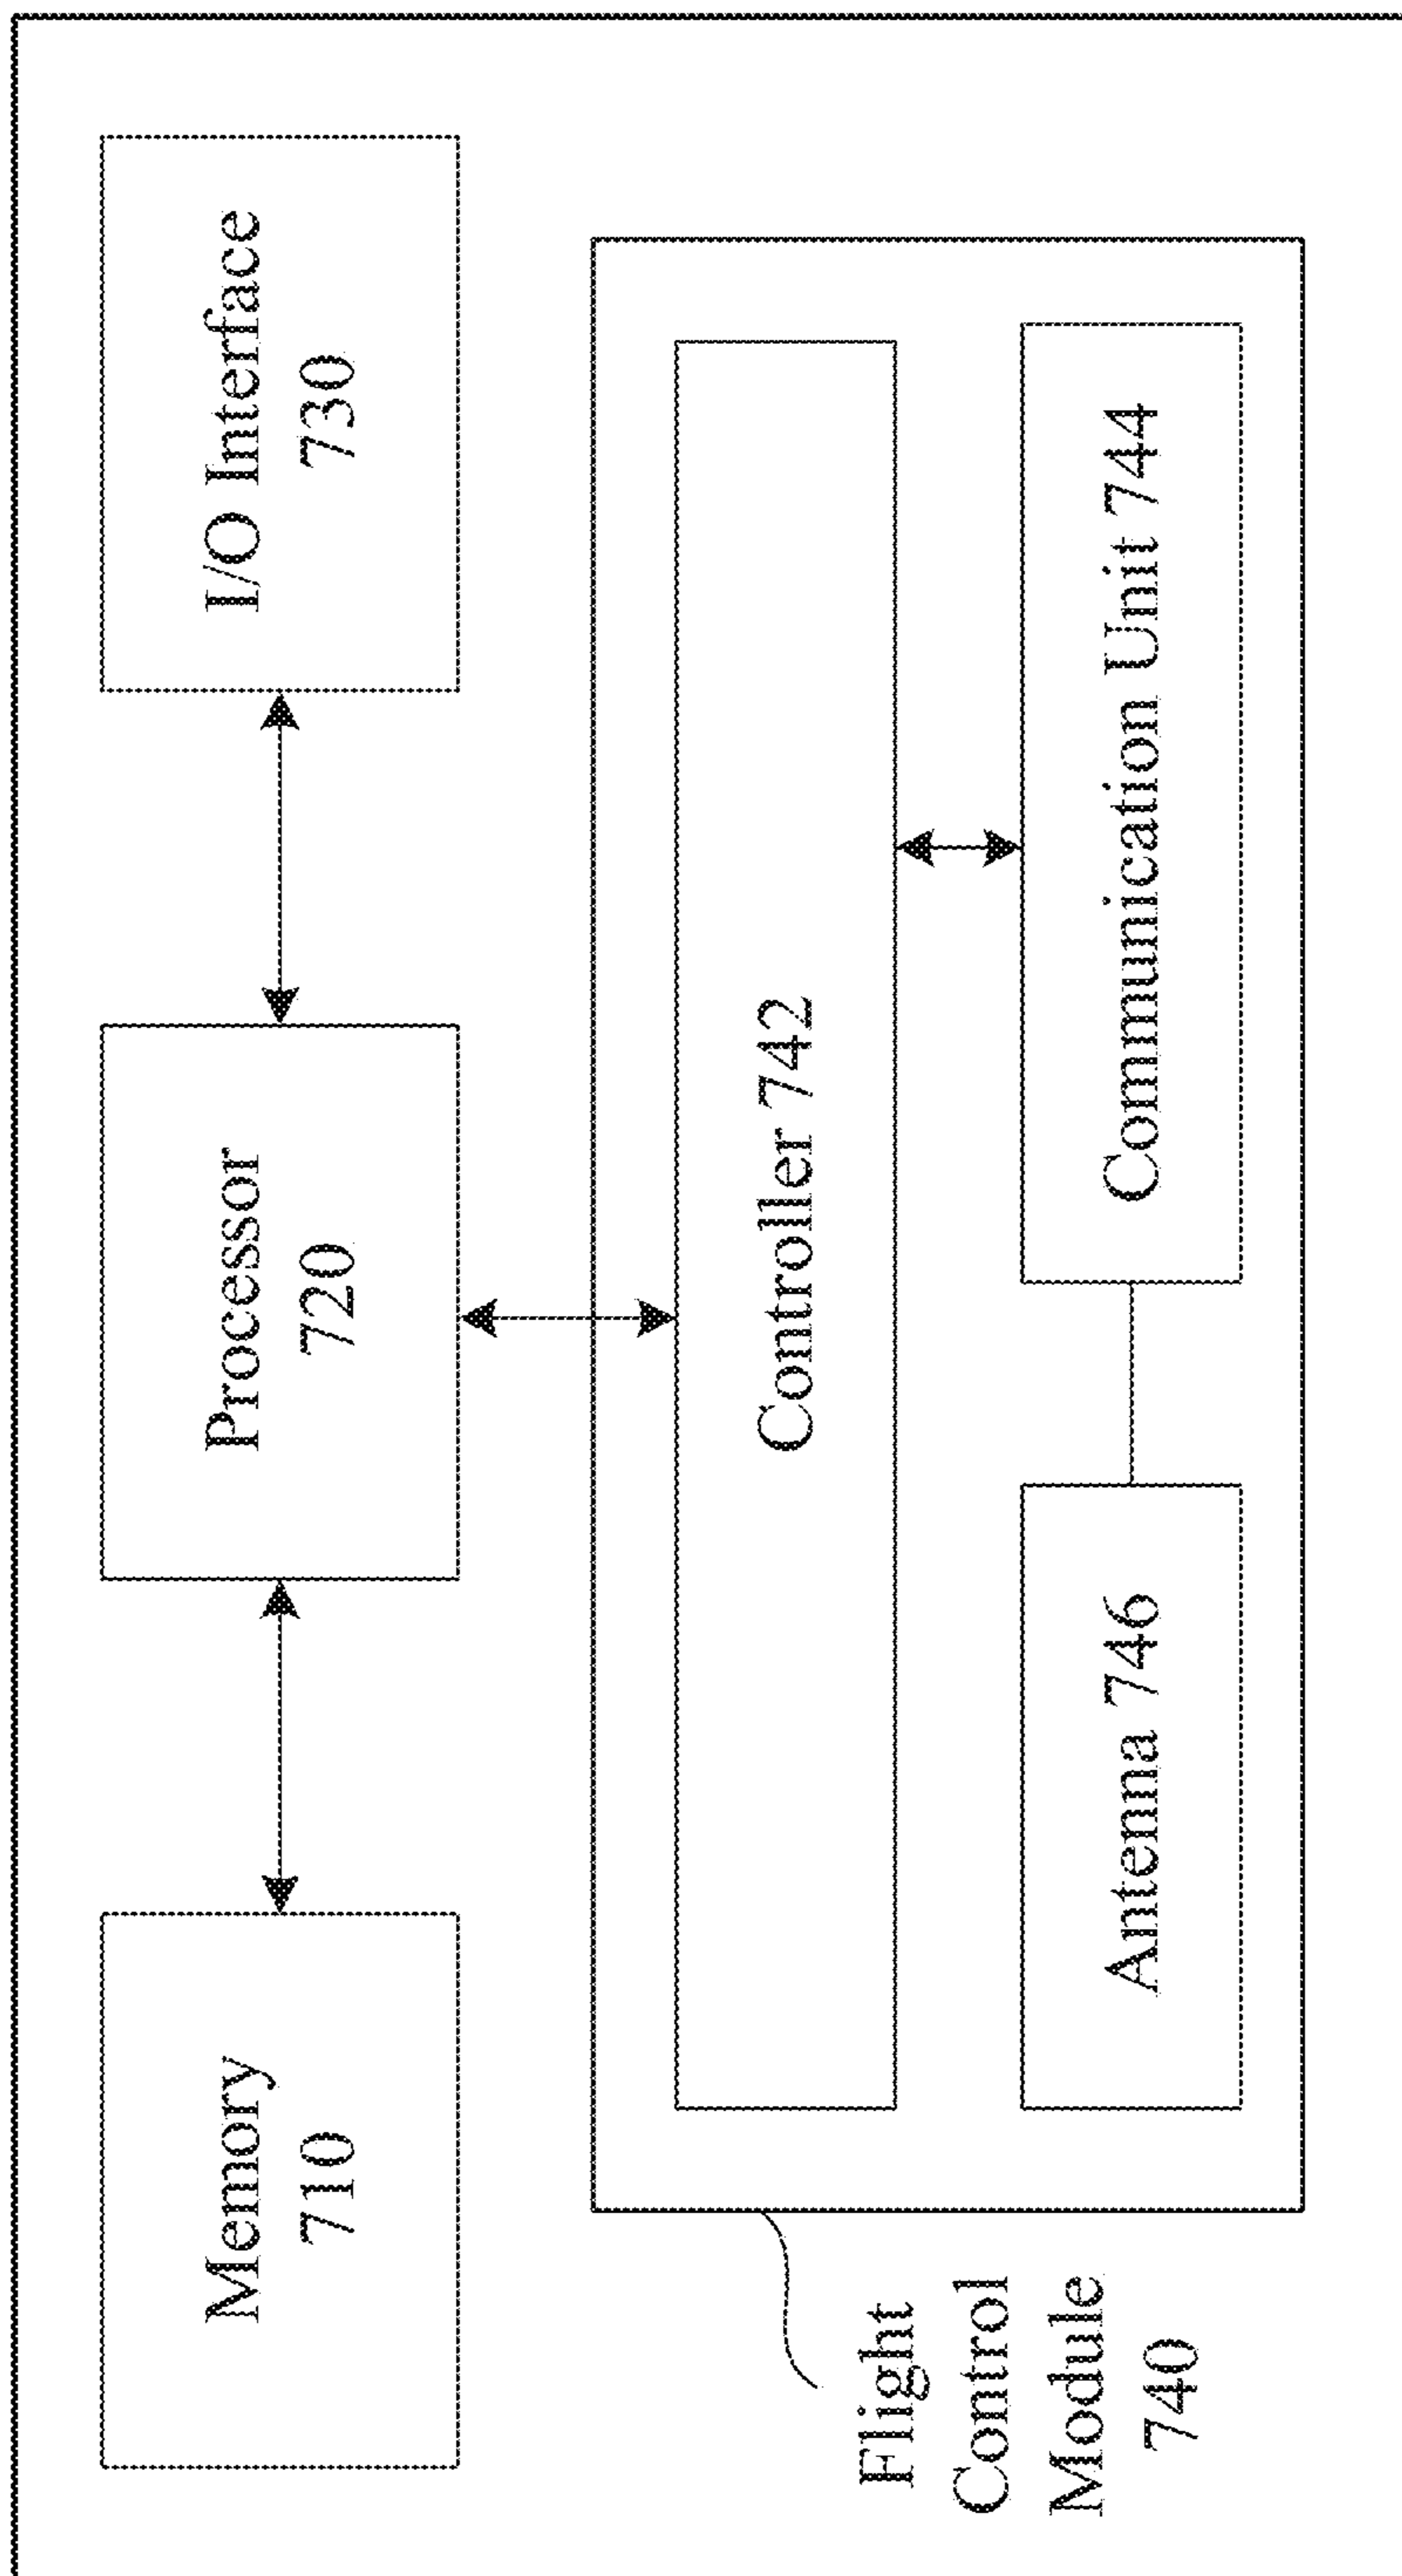 Memory
710
Processor
720
I/O Interface
730
Controller 742
Antenna 746
Communication Unit 744
Flight
Control
Module
740